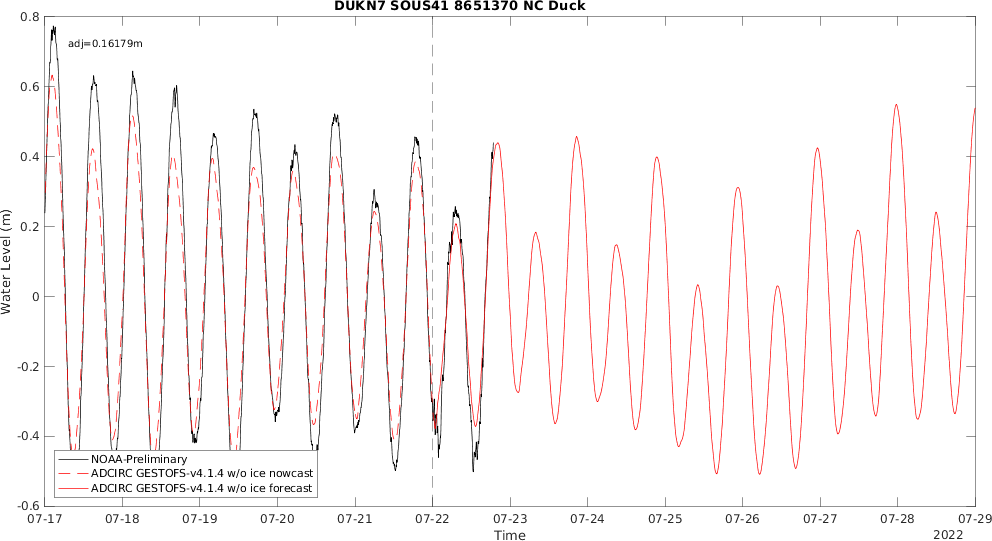 DUKN7 SOUS41 8651370 NC Duck
adj=0.16179m
Water Level (m)
0.8
0.6
0.4
0.2
0
-0.2
-0.4
-0.6
NOAA-Preliminary
ADCIRC GESTOFS-v4.1.4 w/o ice nowcast
ADCIRC GESTOFS-v4.1.4 w/o ice forecast
07-17 07-18 07-19 07-20 07-21 07-22 07-23 07-24 07-25 07-26 07-27 07-28 07-29
Time
2022